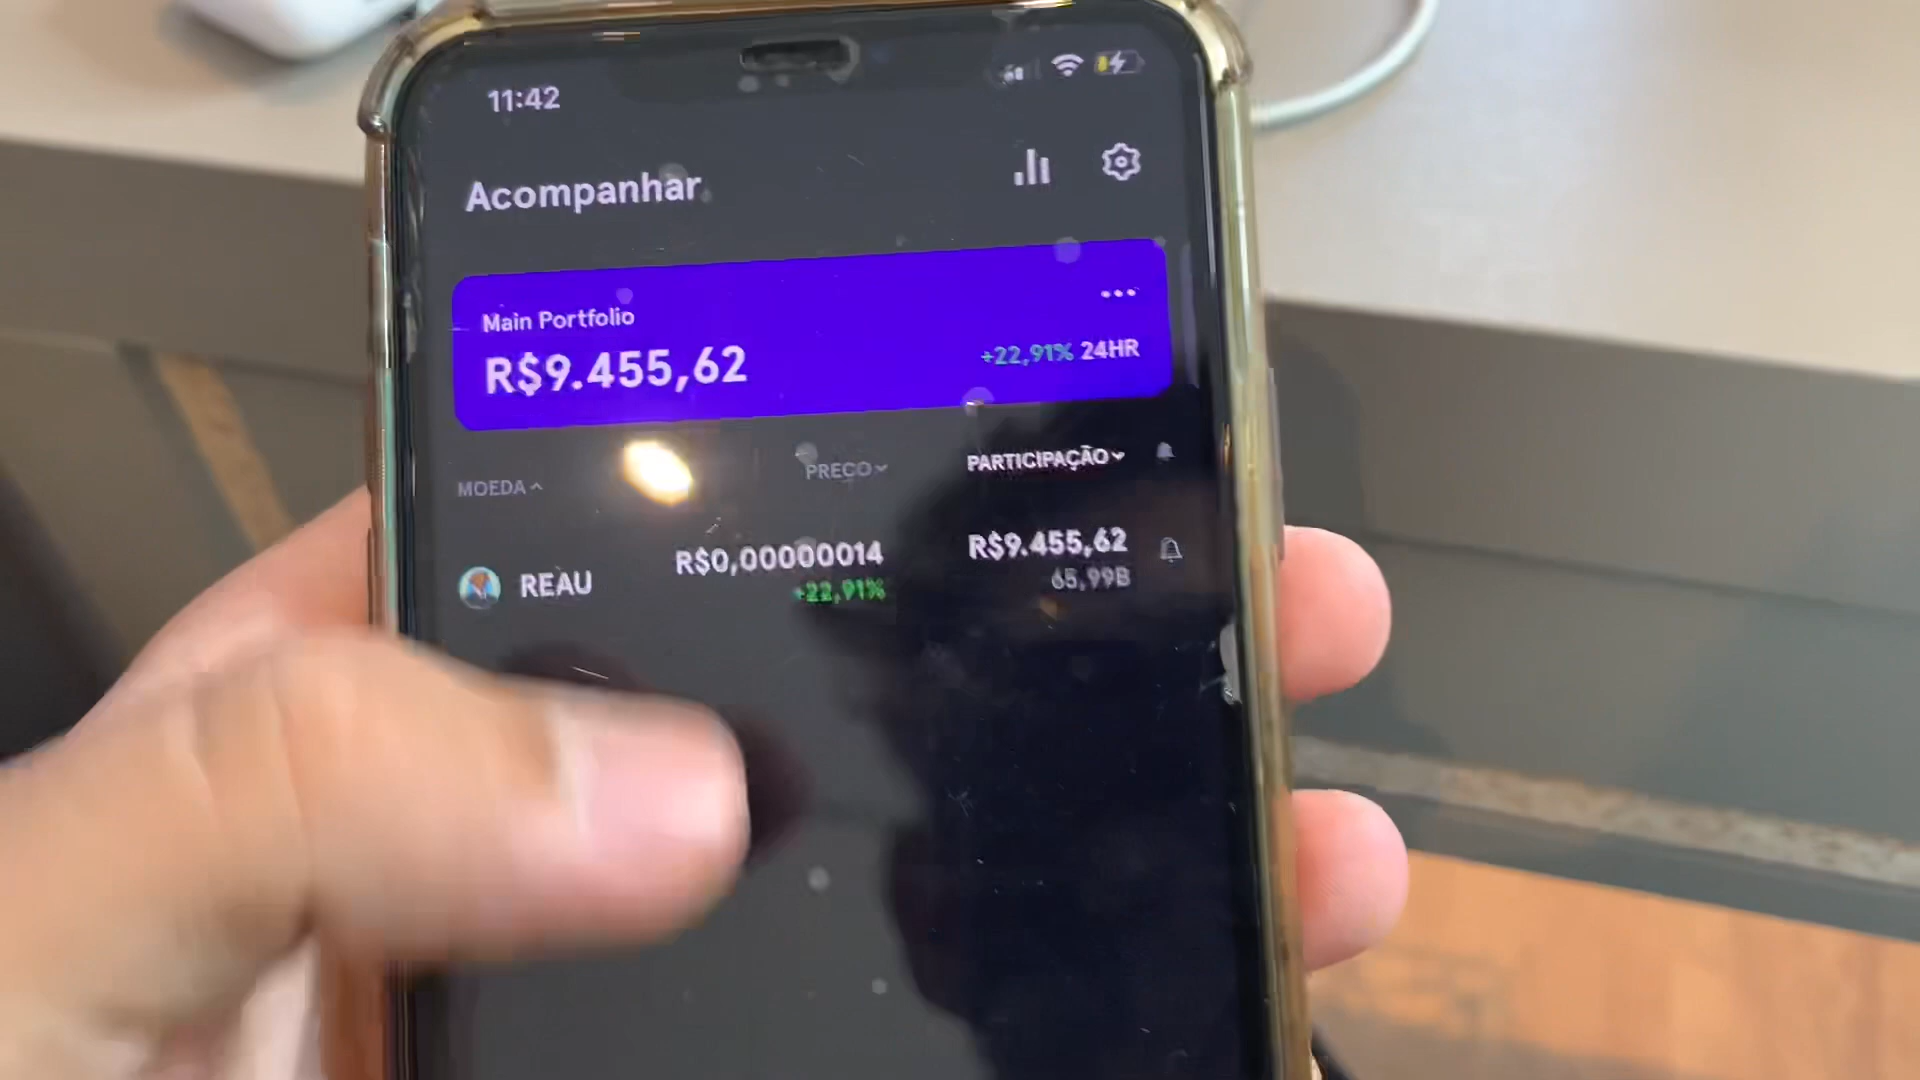 11:42
Acompanhar
Main Portfolio
R$9.455,62
+22,91% 24HR
MOEDA PREÇO PARTICIPAÇÃO
REAU R$0,00000014 R$9.455,62
+22,91% 65,99B